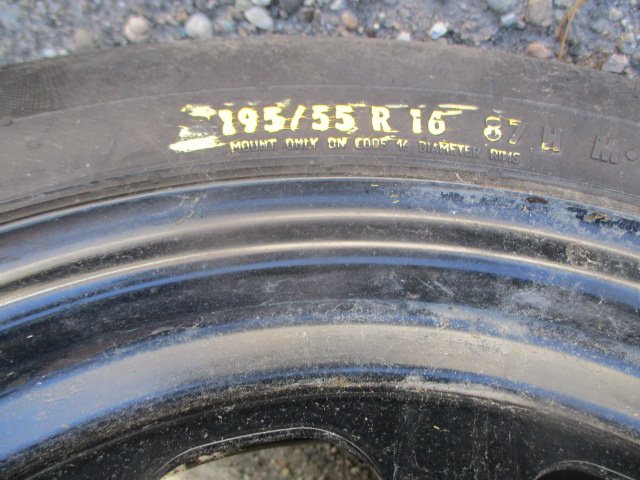 195/55 R 16 87 H M
MOUNT ONLY ON CODE 16 DIAMETER RIMS